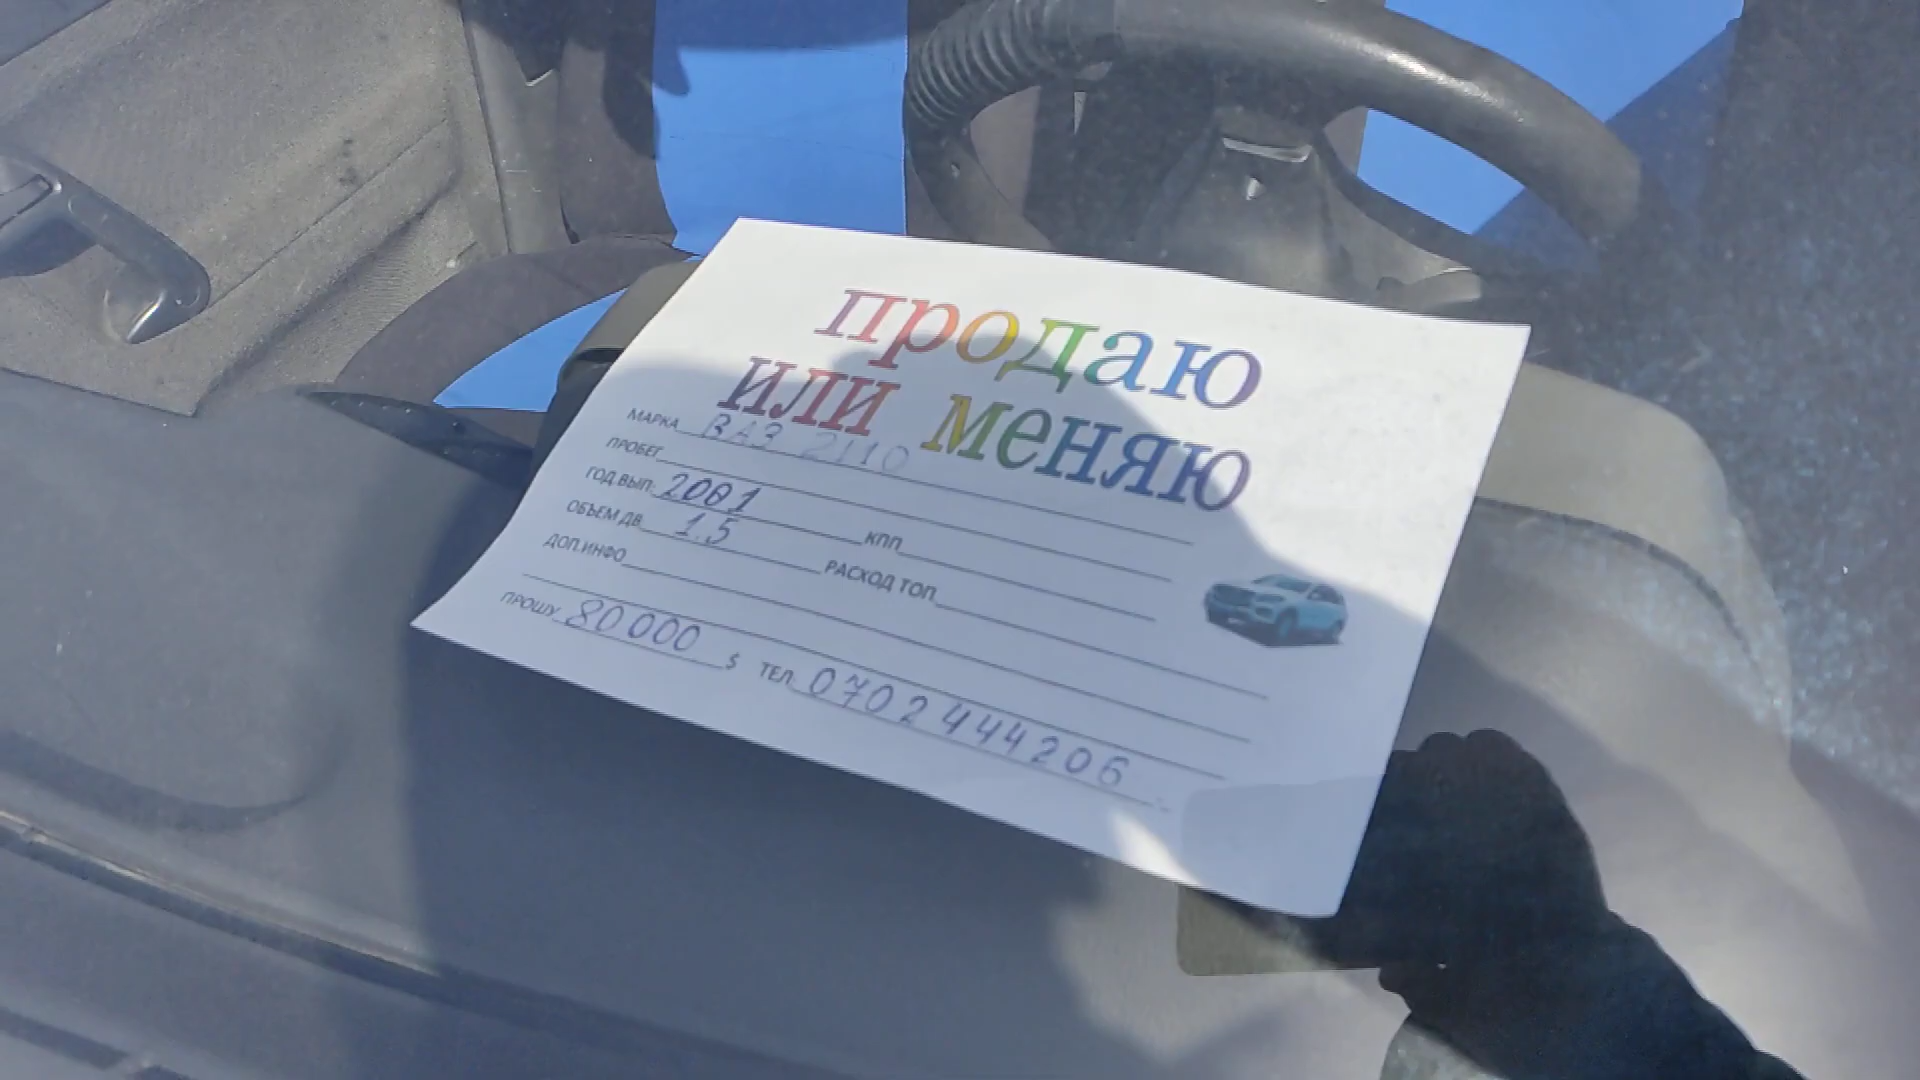 продаю
или меняю
МАРКА ВАЗ 2110
ПРОБЕГ
ГОД.ВЫП: 2001 КПП
ОБЪЕМ ДВ 1.5 РАСХОД ТОП.
ДОП.ИНФО
ПРОШУ 80 000 $ ТЕЛ. 0702444206